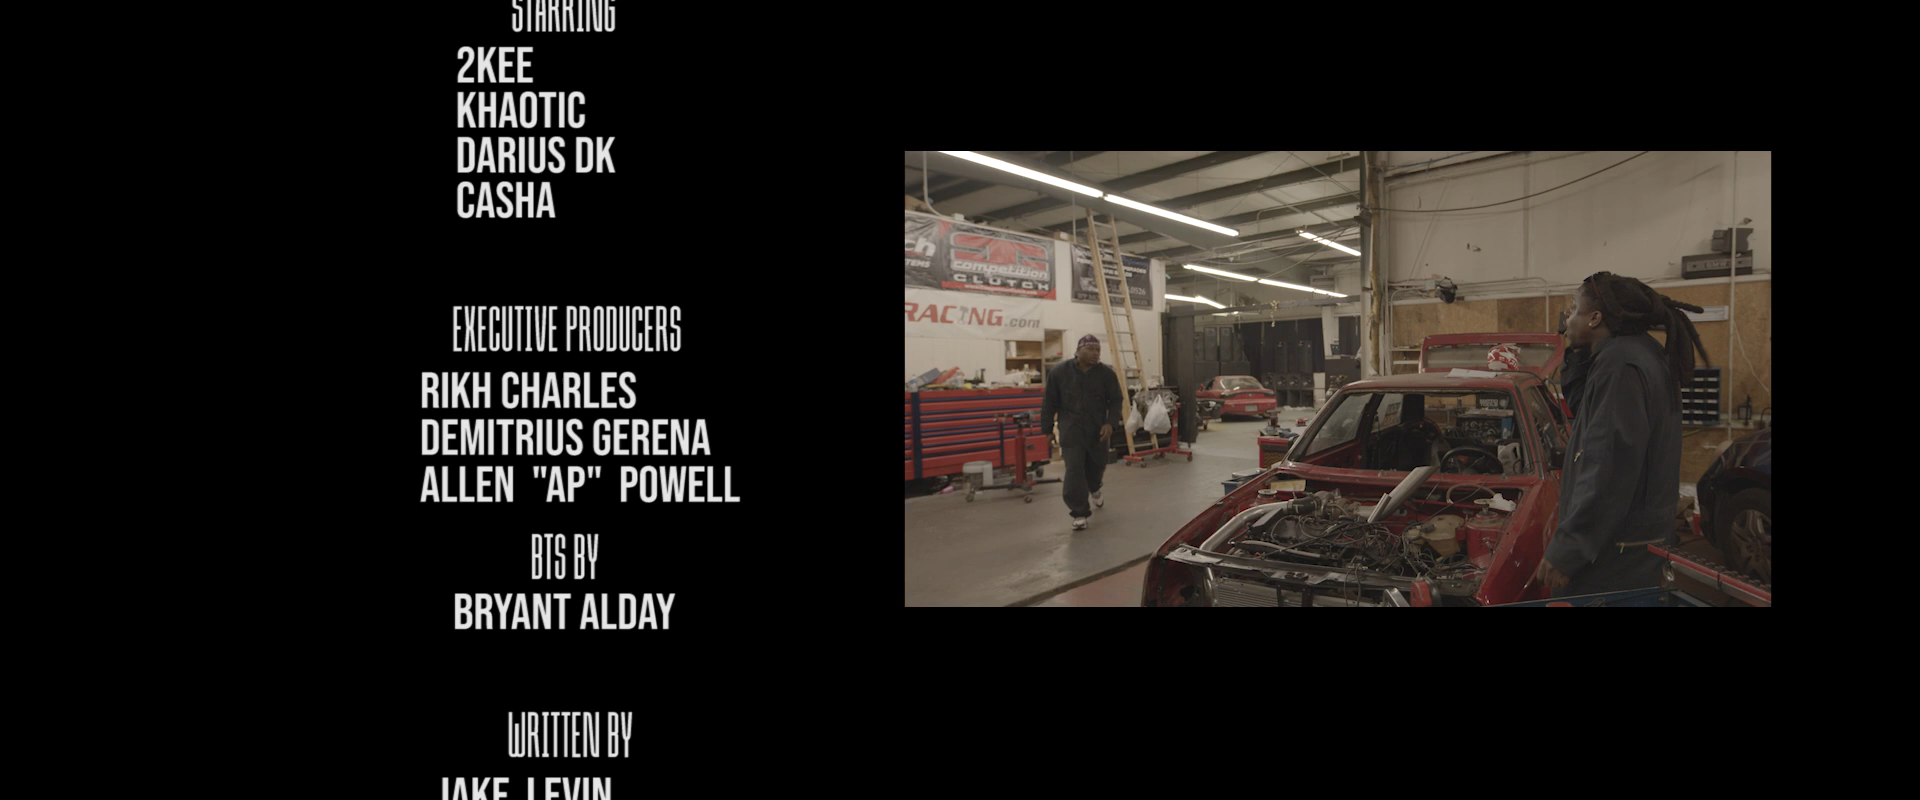 STARRING
2KEE
KHAOTIC
DARIUS DK
CASHA
EXECUTIVE PRODUCERS
RIKH CHARLES
DEMITRIUS GERENA
ALLEN "AP" POWELL
BTS BY
BRYANT ALDAY
WRITTEN BY
JAKE LEVIN
competition
CLUTCH
RACING.com